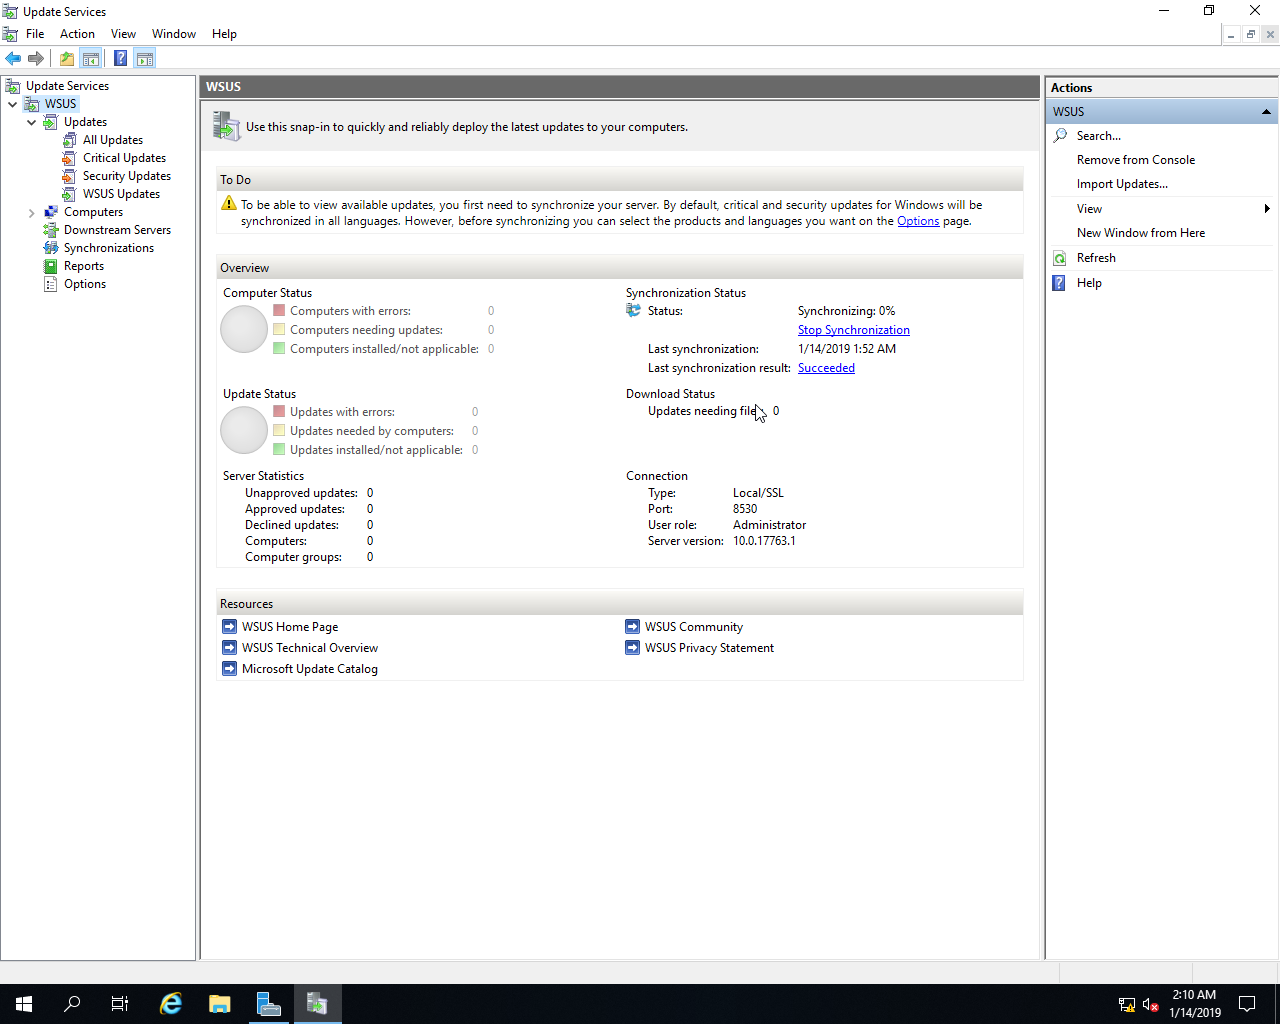 Update Services
File Action View Window Help
Update Services
WSUS
Updates
All Updates
Critical Updates
Security Updates
WSUS Updates
Computers
Downstream Servers
Synchronizations
Reports
Options
WSUS
Use this snap-in to quickly and reliably deploy the latest updates to your computers.
To Do
To be able to view available updates, you first need to synchronize your server. By default, critical and security updates for Windows will be
synchronized in all languages. However, before synchronizing you can select the products and languages you want on the Options page.
Overview
Computer Status
Computers with errors: 0
Computers needing updates: 0
Computers installed/not applicable: 0
Synchronization Status
Status: Synchronizing: 0%
Stop Synchronization
Last synchronization: 1/14/2019 1:52 AM
Last synchronization result: Succeeded
Update Status
Updates with errors: 0
Updates needed by computers: 0
Updates installed/not applicable: 0
Download Status
Updates needing 0
Server Statistics
Unapproved updates: 0
Approved updates: 0
Declined updates: 0
Computers: 0
Computer groups: 0
Connection
Type: Local/SSL
Port: 8530
User role: Administrator
Server version: 10.0.17763.1
Resources
WSUS Home Page
WSUS Technical Overview
Microsoft Update Catalog
WSUS Community
WSUS Privacy Statement
Actions
WSUS
Search...
Remove from Console
Import Updates...
View
New Window from Here
Refresh
Help
2:10 AM
1/14/2019